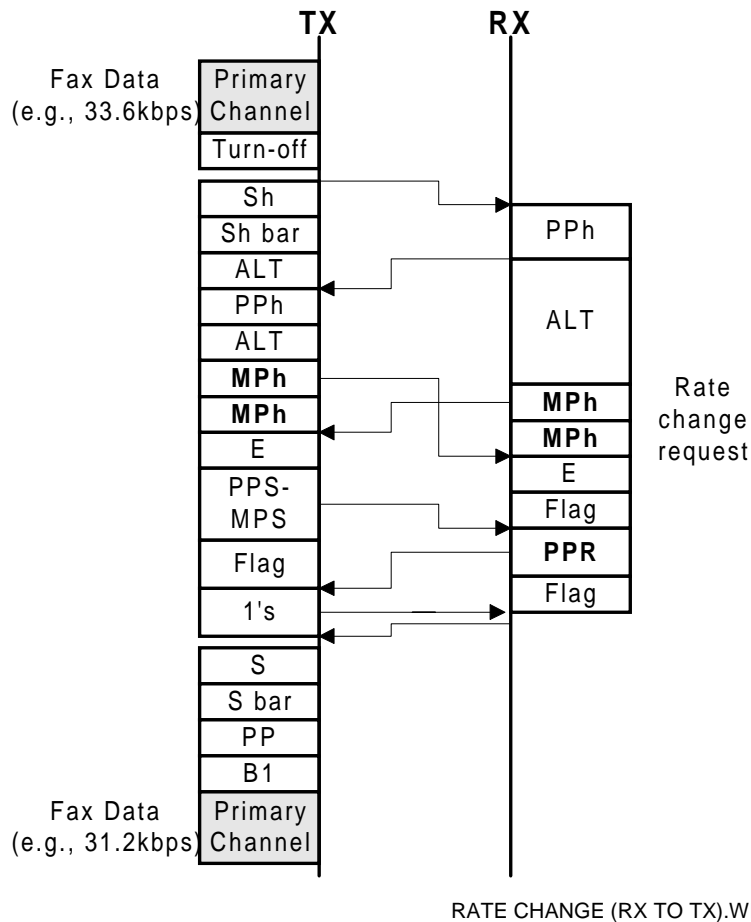 TX
RX
Fax Data
(e.g., 33.6kbps)
Primary
Channel
Turn-off
Sh
Sh bar
ALT
PPh
ALT
MPh
MPh
E
PPS-
MPS
Flag
1's
S
S bar
PP
B1
Fax Data
(e.g., 31.2kbps)
Primary
Channel
PPh
ALT
MPh
MPh
E
Flag
PPR
Flag
Rate
change
request
RATE CHANGE (RX TO TX).W